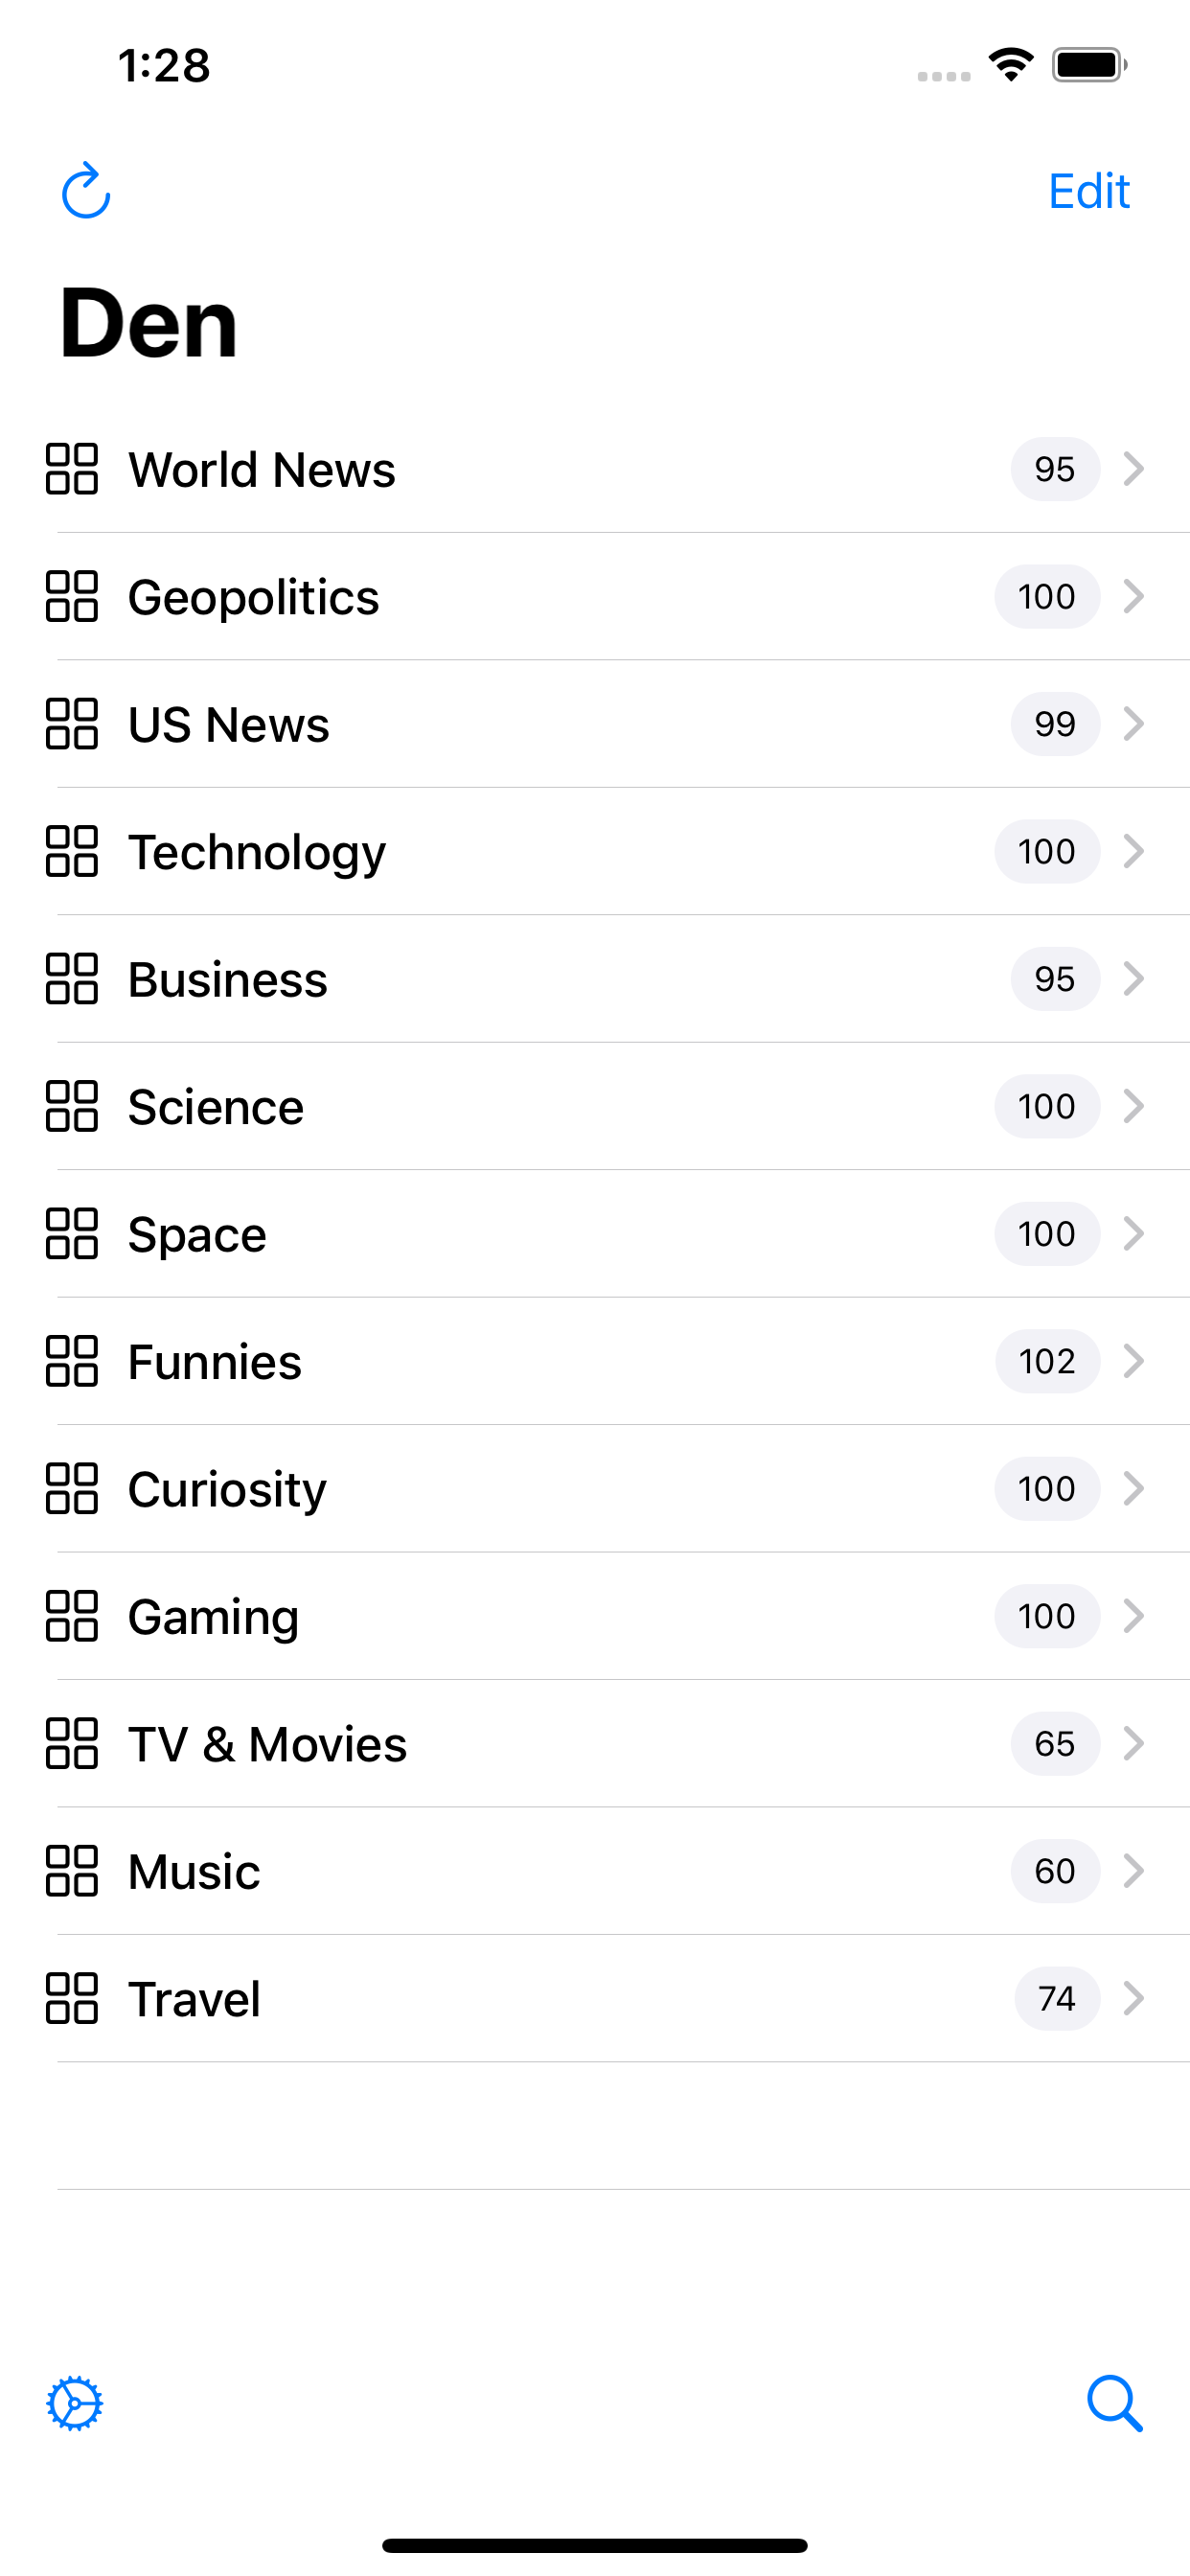 1:28
Edit
Den
World News 95
Geopolitics 100
US News 99
Technology 100
Business 95
Science 100
Space 100
Funnies 102
Curiosity 100
Gaming 100
TV & Movies 65
Music 60
Travel 74